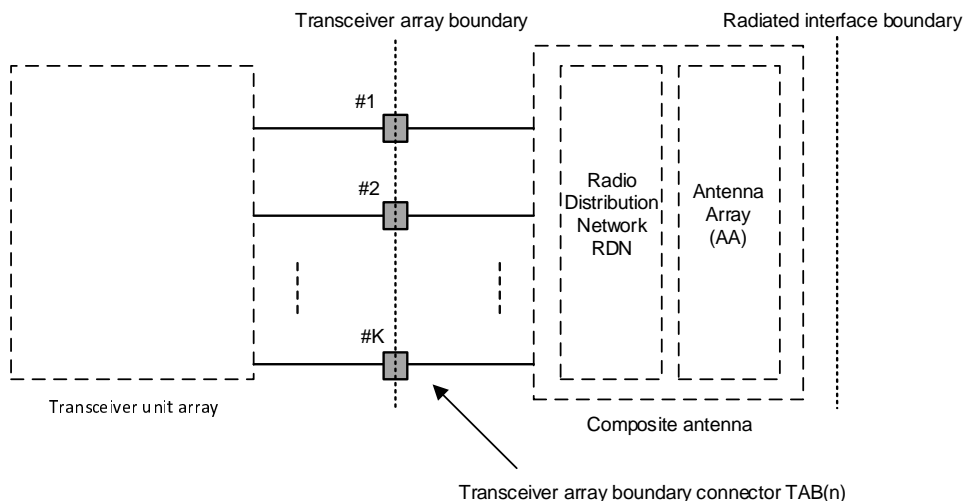 Transceiver array boundary
Radiated interface boundary
#1
#2
#K
Radio
Distribution
Network
RDN
Antenna
Array
(AA)
Transceiver unit array
Composite antenna
Transceiver array boundary connector TAB(n)